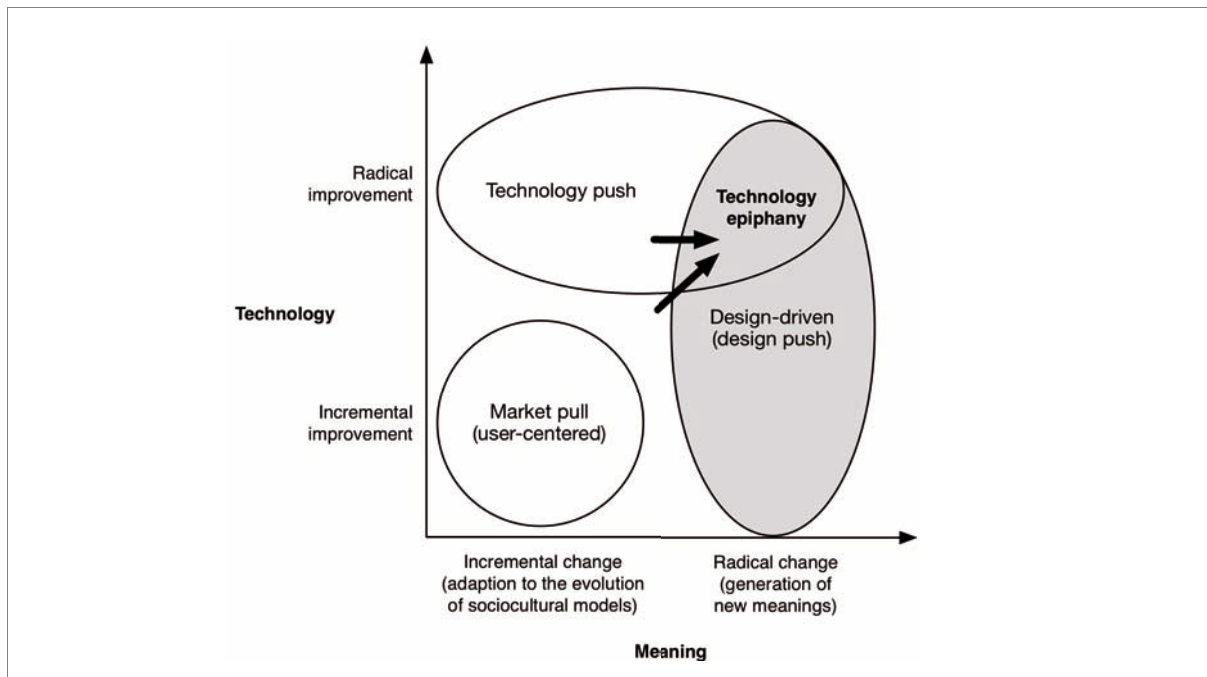 Radical
improvement
Technology push
Technology
epiphany
Technology
Design-driven
(design push)
Incremental
improvement
Market pull
(user-centered)
Incremental change
(adaption to the evolution
of sociocultural models)
Radical change
(generation of
new meanings)
Meaning